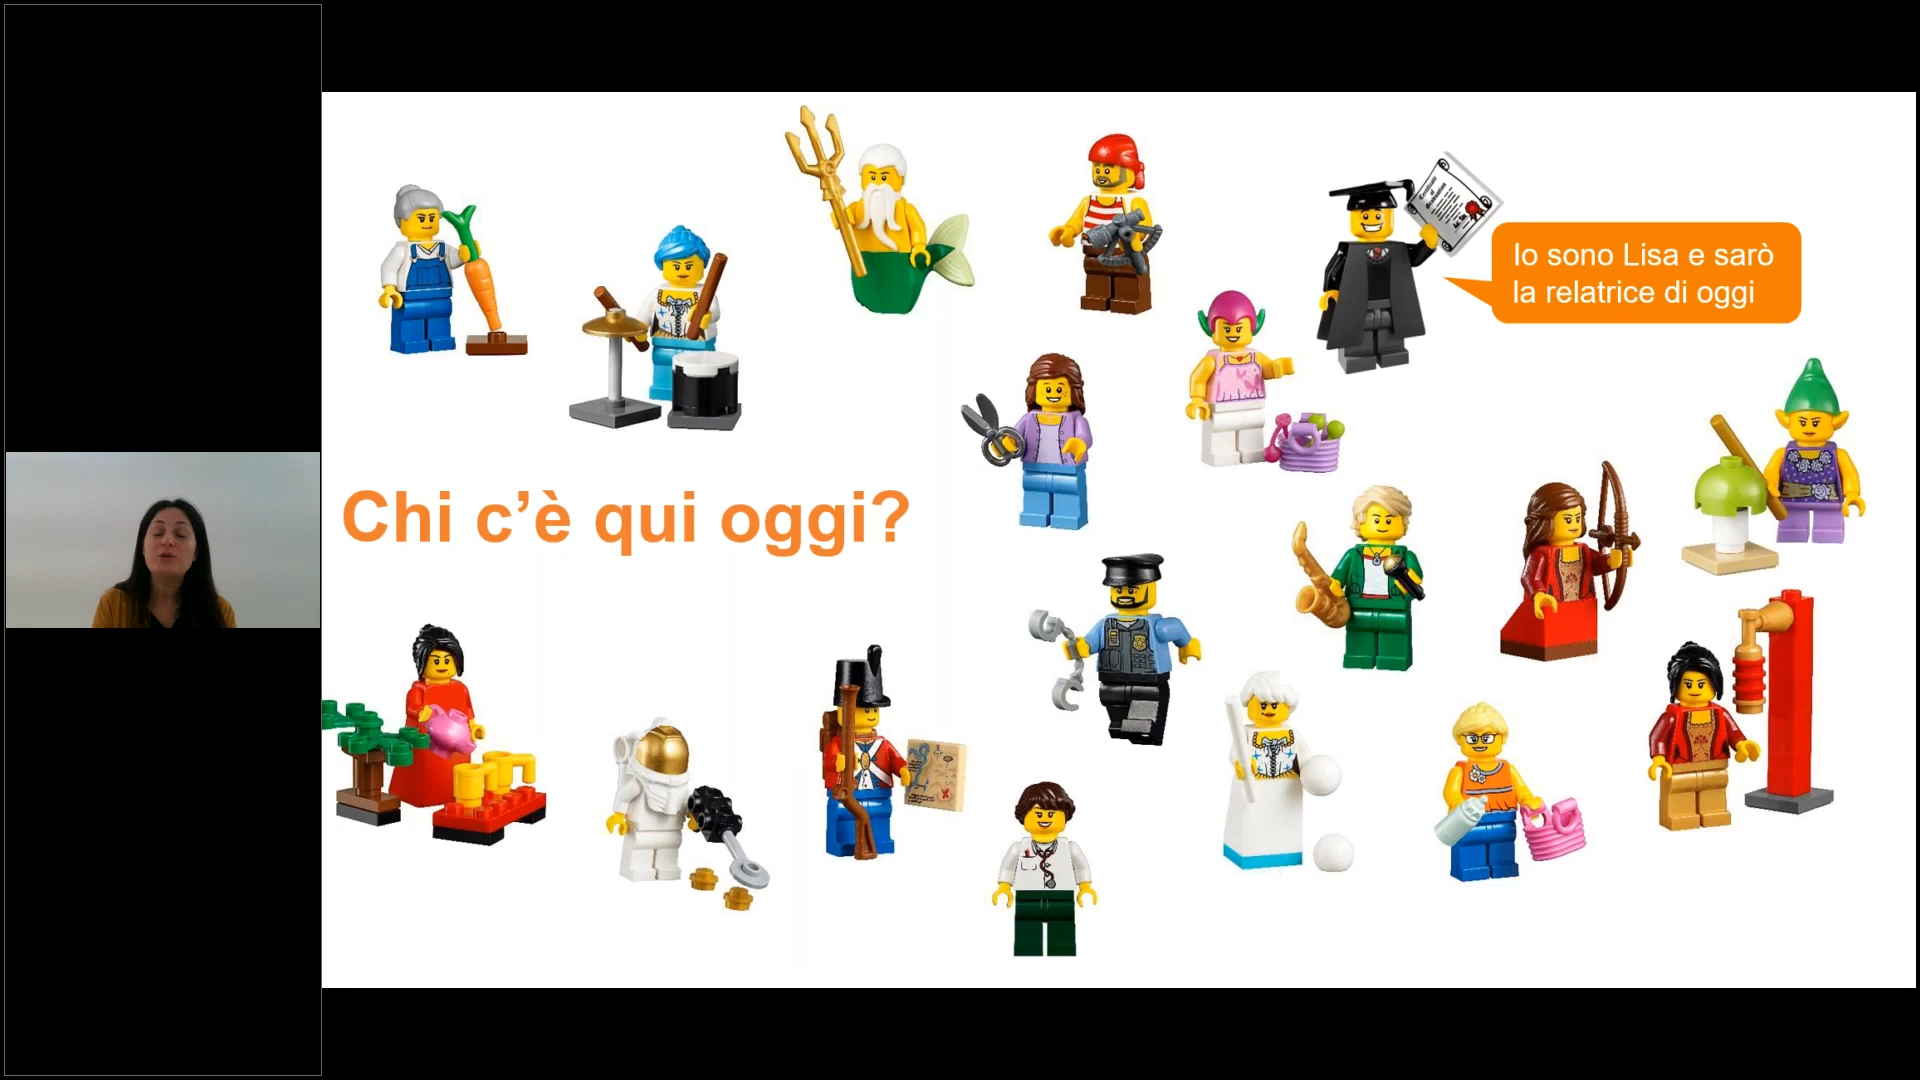 Io sono Lisa e sarò
la relatrice di oggi
Chi c’è qui oggi?